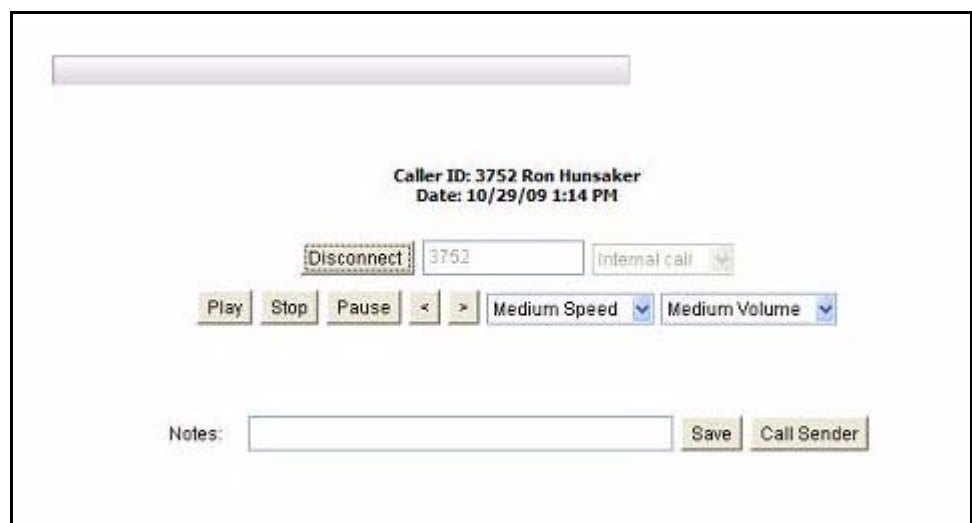 Caller ID: 3752 Ron Hunsaker
Date: 10/29/09 1:14 PM
Disconnect 3752 Internal call
Play Stop Pause < > Medium Speed Medium Volume
Notes: Save Call Sender